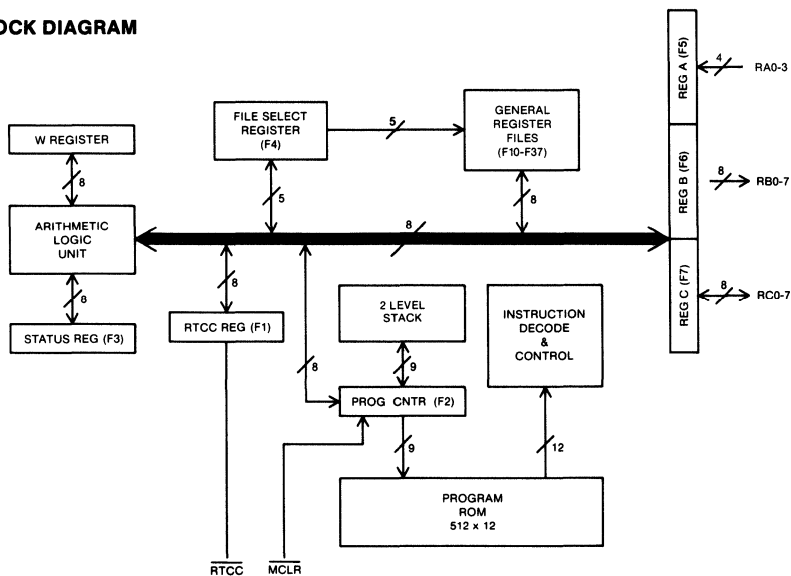 OCK DIAGRAM
W REGISTER
8
ARITHMETIC
LOGIC
UNIT
8
STATUS REG (F3)
FILE SELECT
REGISTER
(F4)
5
5
GENERAL
REGISTER
FILES
(F10-F37)
8
8
8
RTCC REG (F1)
8
2 LEVEL
STACK
9
PROG CNTR (F2)
9
INSTRUCTION
DECODE
&
CONTROL
12
PROGRAM
ROM
512 x 12
RTCC
MCLR
REG A (F5)
4
RA0-3
REG B (F6)
8
RB0-7
REG C (F7)
8
RC0-7